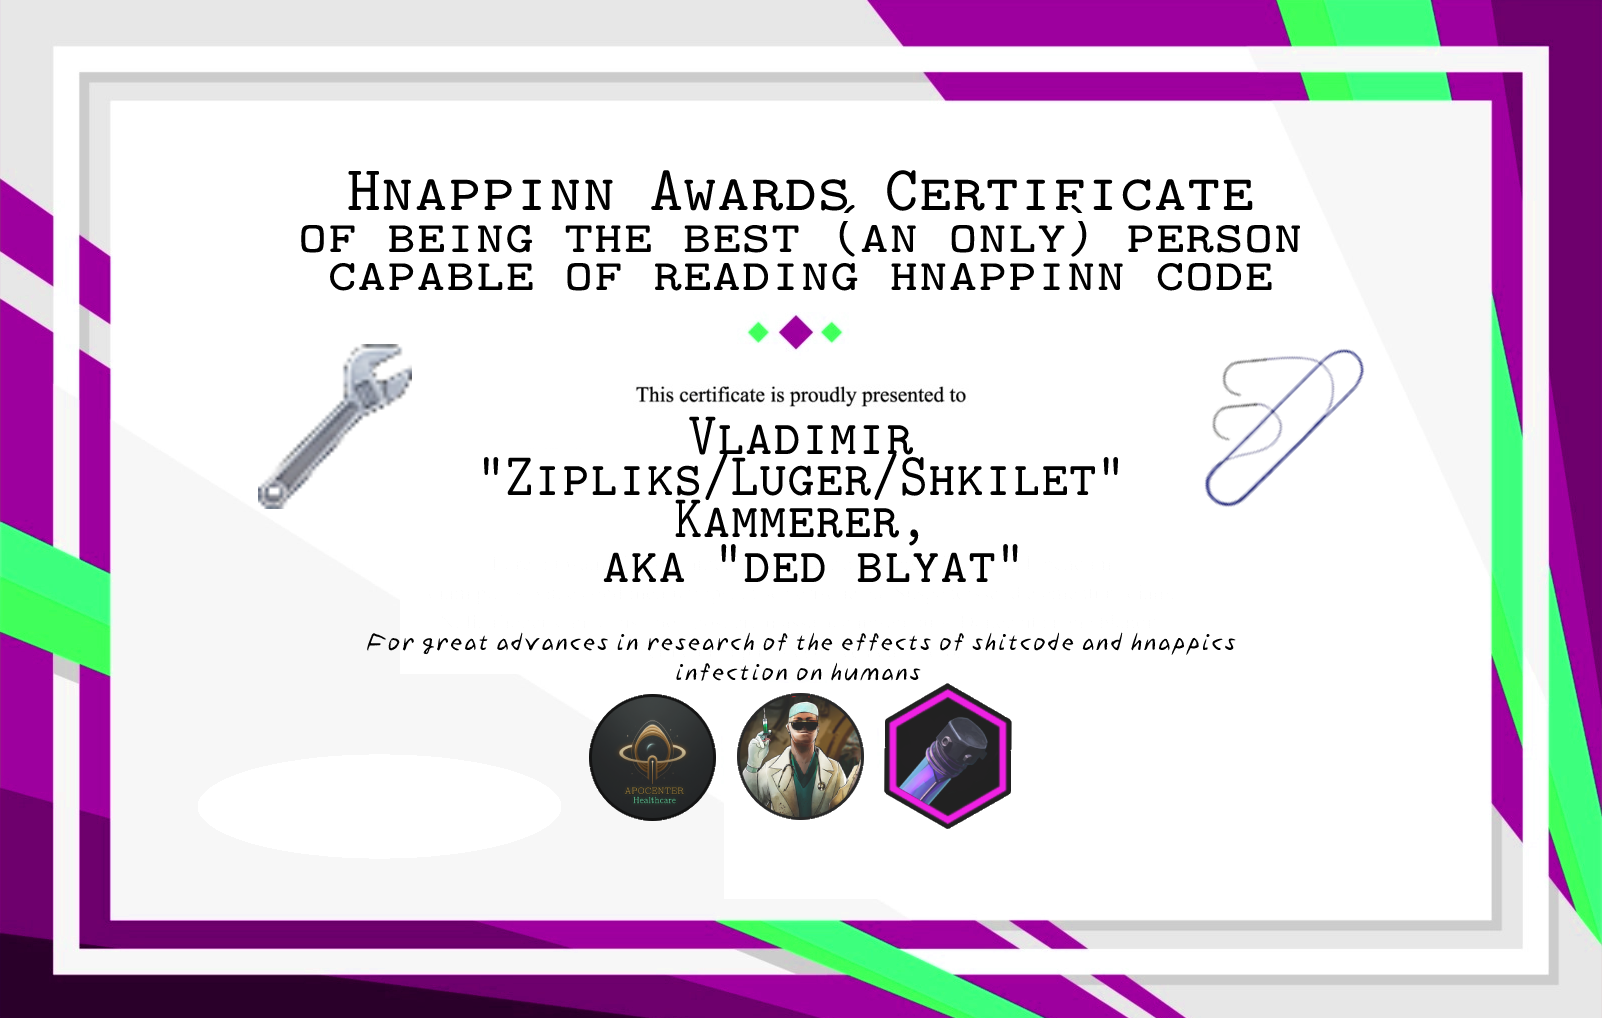 Hnappinn Awards Certificate
of being the best (an only) person
capable of reading hnappinn code
This certificate is proudly presented to
Vladimir
"Zipliks/Luger/Shkilet"
Kammerer,
aka "ded blyat"
For great advances in research of the effects of shitcode and hnappics
infection on humans
APOCENTER
Healthcare